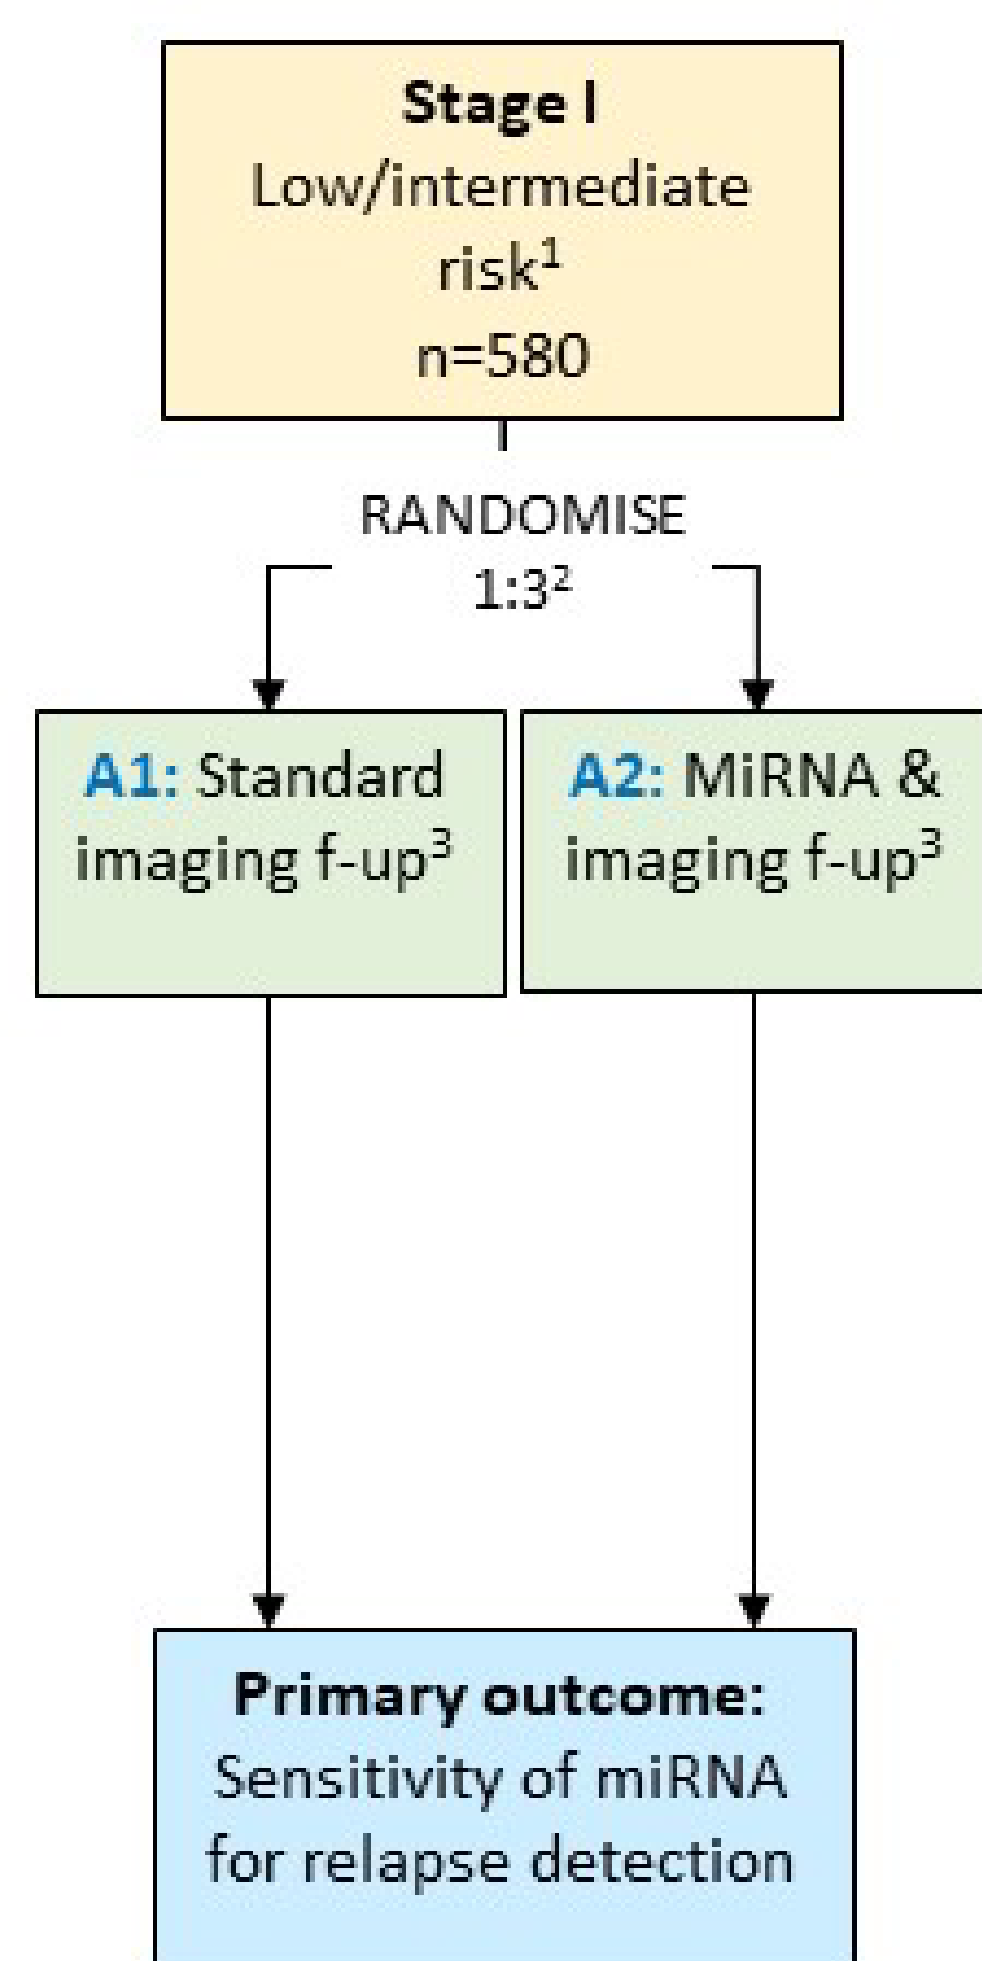 Stage I
Low/intermediate
risk¹
n=580
RANDOMISE
1:3²
A1: Standard
imaging f-up³
A2: MiRNA &
imaging f-up³
Primary outcome:
Sensitivity of miRNA
for relapse detection